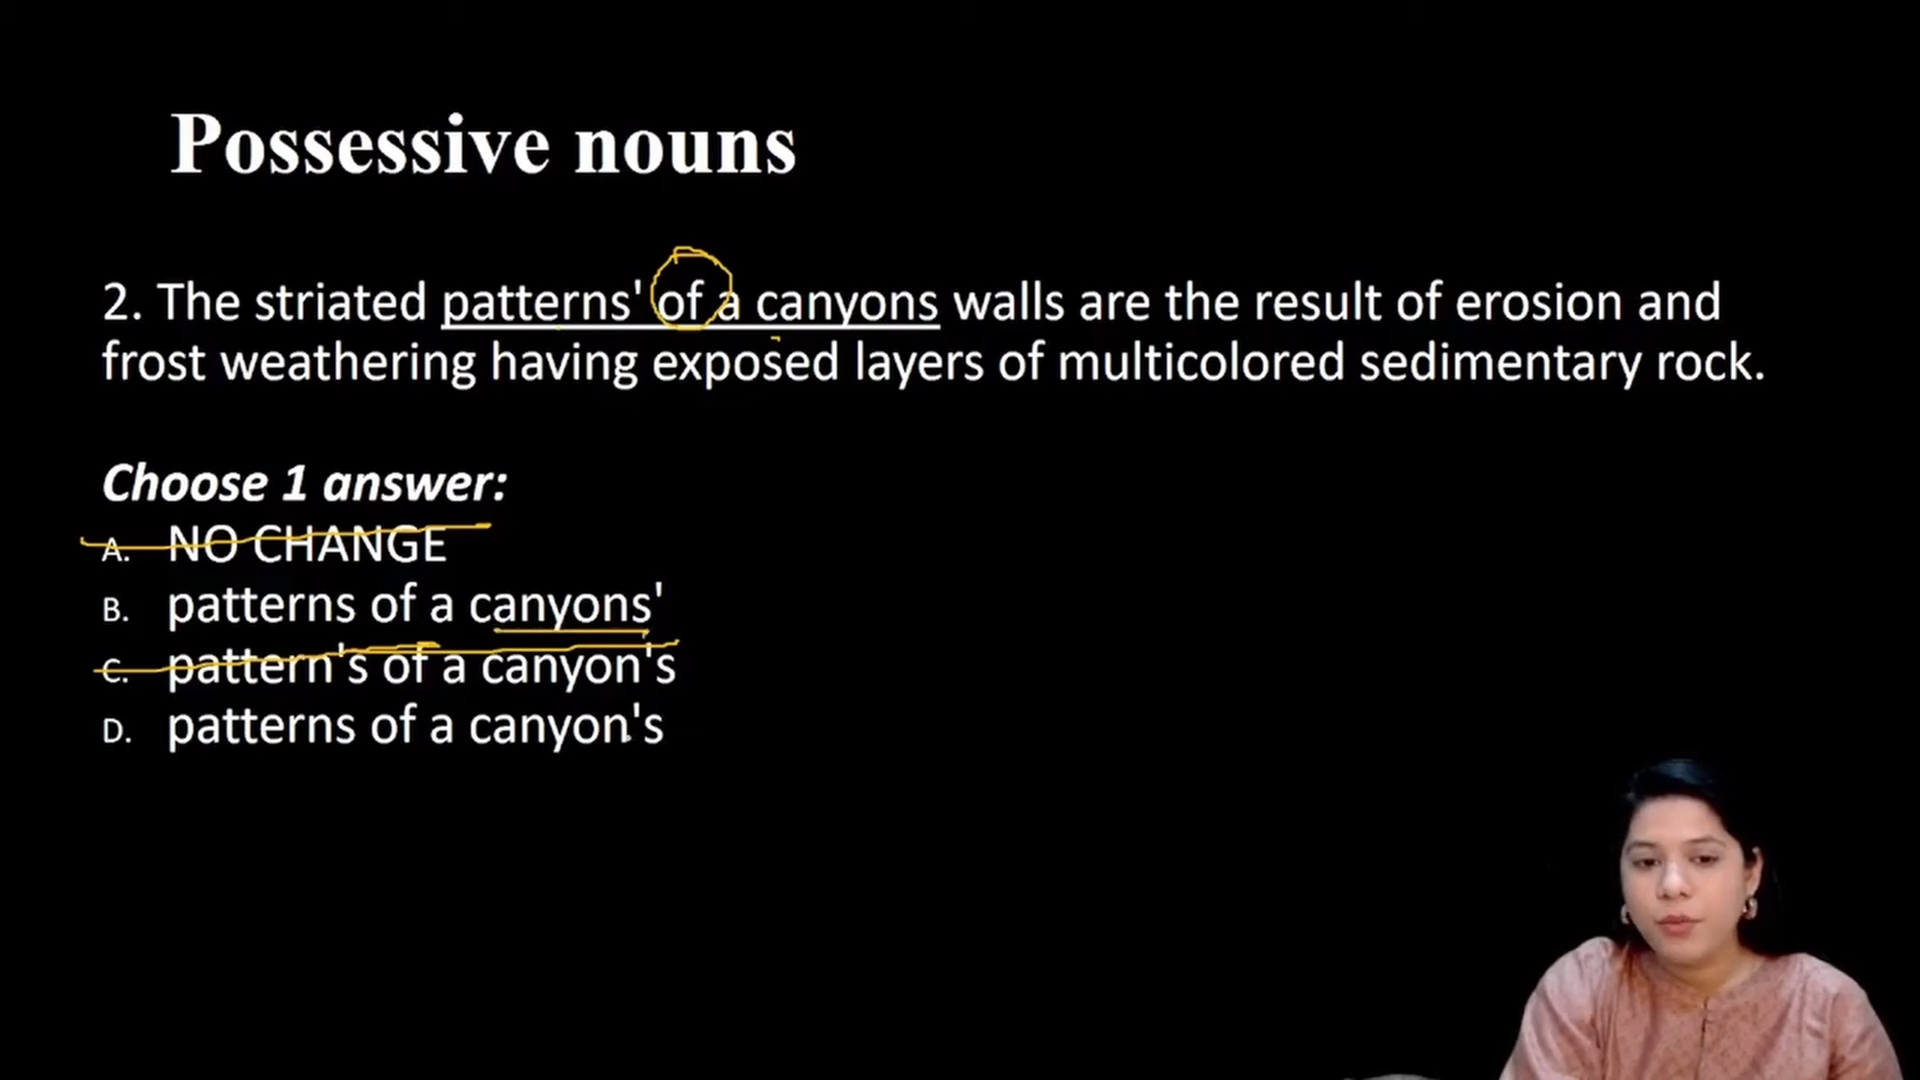 Possessive nouns
2. The striated patterns' of a canyons walls are the result of erosion and
frost weathering having exposed layers of multicolored sedimentary rock.
Choose 1 answer:
A. NO CHANGE
B. patterns of a canyons'
C. pattern's of a canyon's
D. patterns of a canyon's